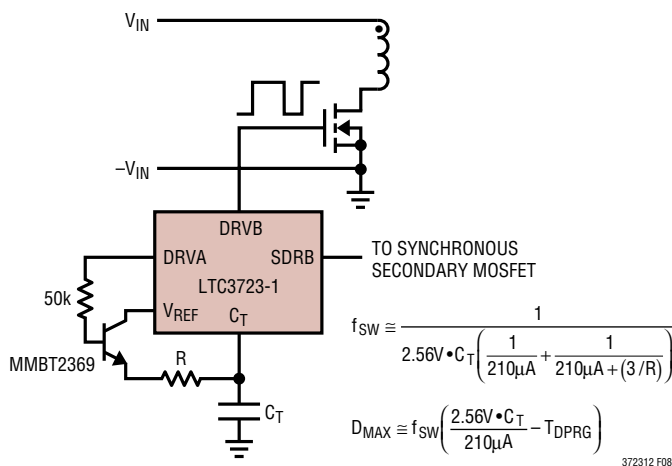 V_IN
−V_IN
DRVB
DRVA
SDRB
TO SYNCHRONOUS
SECONDARY MOSFET
LTC3723-1
50k
V_REF
C_T
MMBT2369
R
C_T
f_SW ≅ 1 / (2.56V•C_T(1/210µA + 1/(210µA+(3/R))))
D_MAX ≅ f_SW(2.56V•C_T/210µA − T_DPRG)
372312 F08